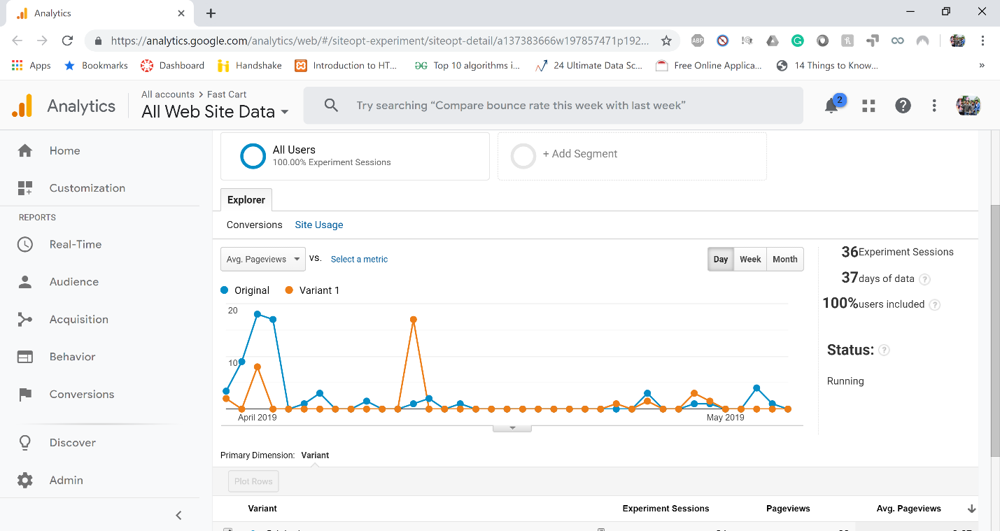 Analytics
https://analytics.google.com/analytics/web/#/siteopt-experiment/siteopt-detail/a137383666w197857471p192...
ABP
Apps Bookmarks Dashboard Handshake Introduction to HT... Top 10 algorithms i... 24 Ultimate Data Sc... Free Online Applica... 14 Things to Know... »
Analytics
All accounts > Fast Cart
All Web Site Data
Try searching “Compare bounce rate this week with last week”
2
Home
Customization
REPORTS
Real-Time
Audience
Acquisition
Behavior
Conversions
Discover
Admin
All Users
100.00% Experiment Sessions
+ Add Segment
Explorer
Conversions Site Usage
Avg. Pageviews VS. Select a metric
Day Week Month
Original Variant 1
20
10
April 2019 May 2019
36 Experiment Sessions
37 days of data ?
100% users included ?
Status: ?
Running
Primary Dimension: Variant
Plot Rows
Variant Experiment Sessions Pageviews Avg. Pageviews